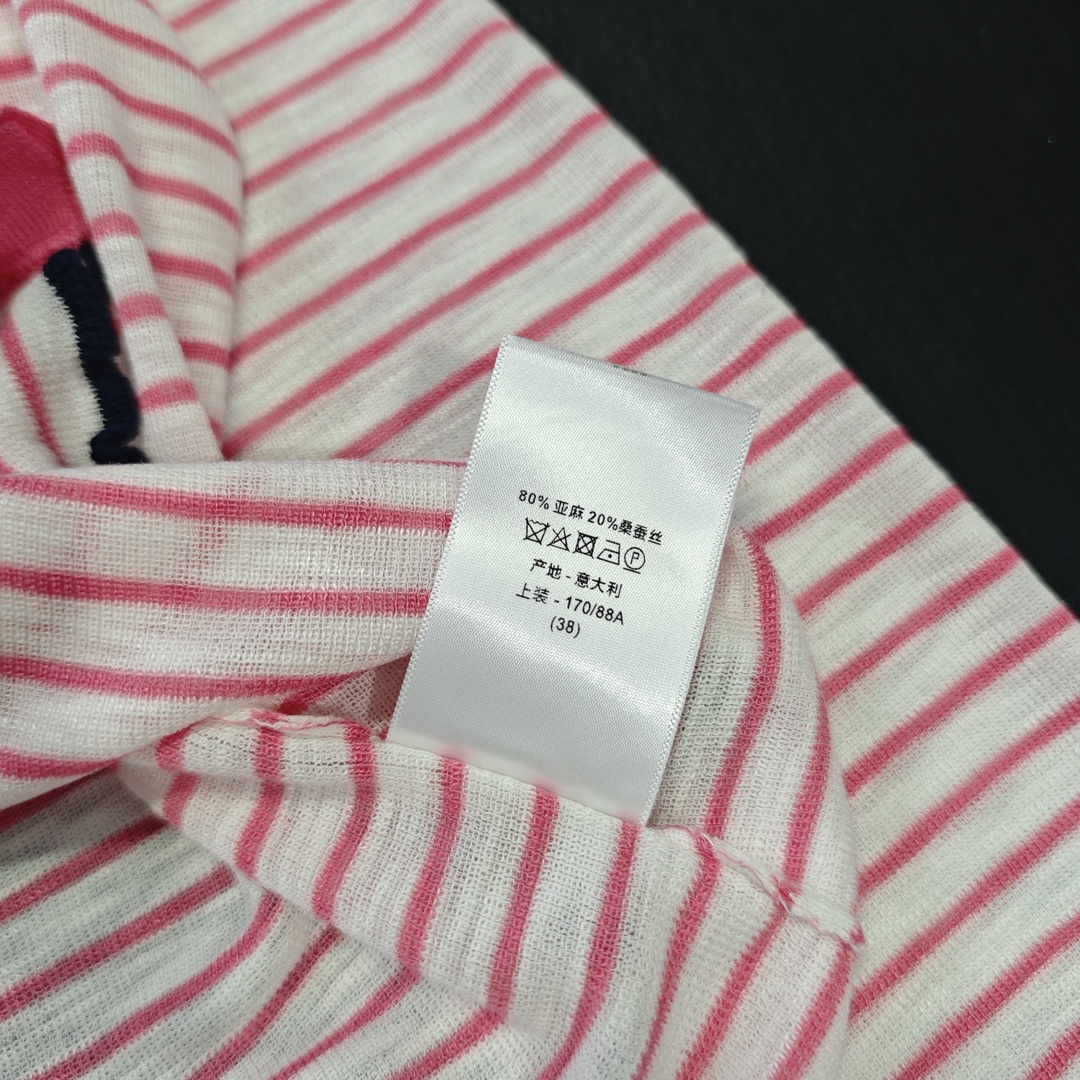 80% 亚麻 20%桑蚕丝
P
产地 - 意大利
上装 - 170/88A
(38)